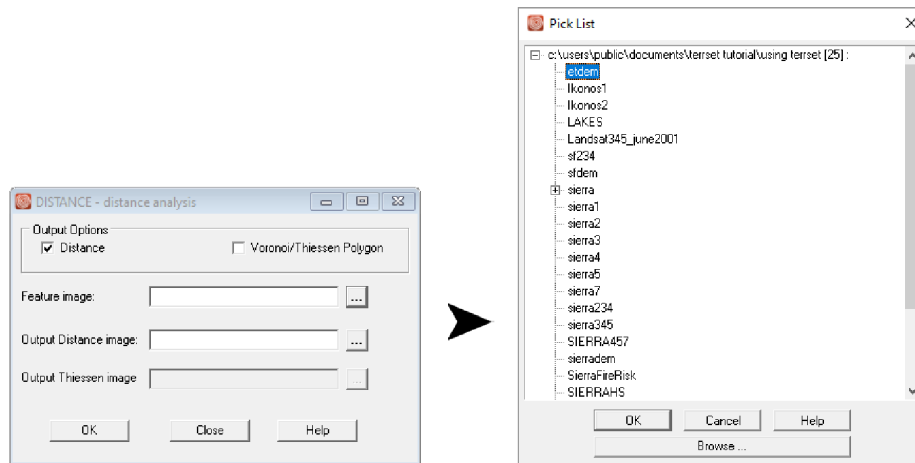 DISTANCE - distance analysis
Output Options
Distance
Voronoi/Thiessen Polygon
Feature image:
...
Output Distance image:
...
Output Thiessen image
...
OK
Close
Help
Pick List
c:\users\public\documents\terrset tutorial\using terrset [25] :
etdem
Ikonos1
Ikonos2
LAKES
Landsat345_june2001
sf234
sfdem
sierra
sierra1
sierra2
sierra3
sierra4
sierra5
sierra7
sierra234
sierra345
SIERRA457
sierradem
SierraFireRisk
SIERRAHS
OK
Cancel
Help
Browse ...